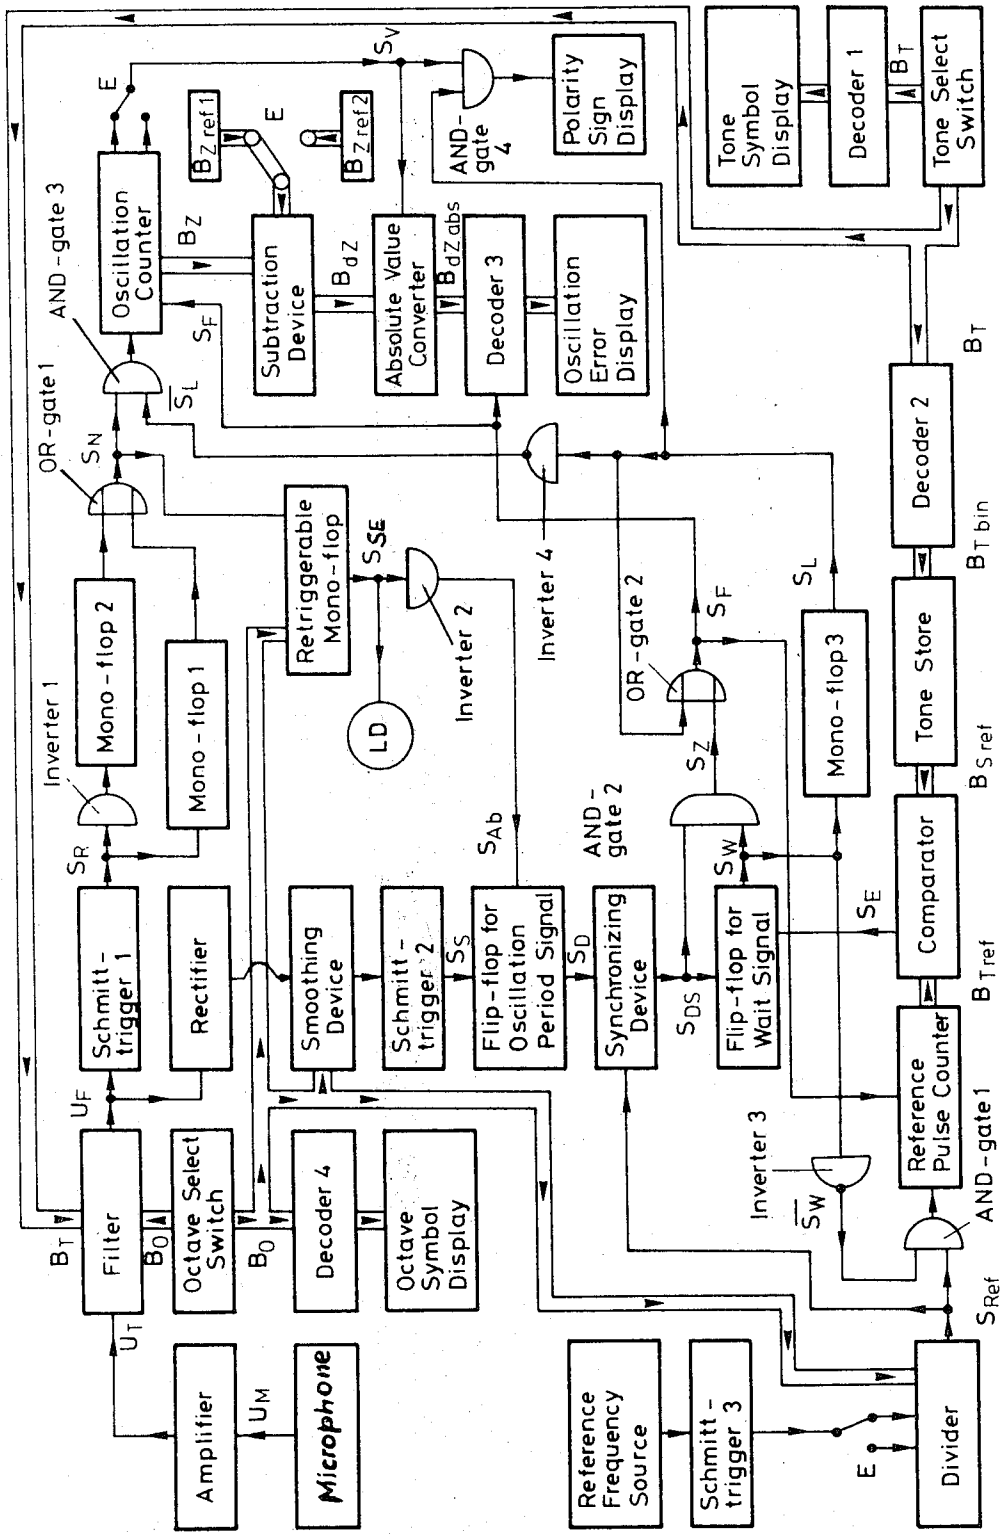 Microphone
U_M
Amplifier
U_T
B_T
Filter
B_O
Octave Select
Switch
B_O
Decoder 4
Octave
Symbol
Display
U_F
Schmitt-
trigger 1
Rectifier
Smoothing
Device
Schmitt-
trigger 2
S_S
Flip-flop for
Oscillation
Period Signal
S_D
Synchronizing
Device
S_DS
Flip-flop for
Wait Signal
S_R
Inverter 1
Mono-flop 2
Mono-flop 1
OR-gate 1
S_N
AND-gate 3
S̅_L
Retriggerable
Mono-flop
S_SE
LD
Inverter 2
S_Ab
Oscillation
Counter
E
B_Z
S_F
B_Z ref1
E
B_Z ref2
Subtraction
Device
B_dZ
Absolute Value
Converter
B_dZ abs
Decoder 3
Oscillation
Error
Display
S_V
AND-
gate
4
Polarity
Sign
Display
Inverter 4
AND-
gate 2
S_W
S_Z
OR-gate 2
S_F
Mono-flop 3
S_L
Reference
Frequency
Source
Schmitt-
trigger 3
E
Divider
S_Ref
AND-gate 1
Inverter 3
S̅_W
Reference
Pulse Counter
B_Tref
Comparator
S_E
B_S ref
Tone Store
B_T bin
Decoder 2
B_T
Tone
Symbol
Display
Decoder 1
B_T
Tone Select
Switch